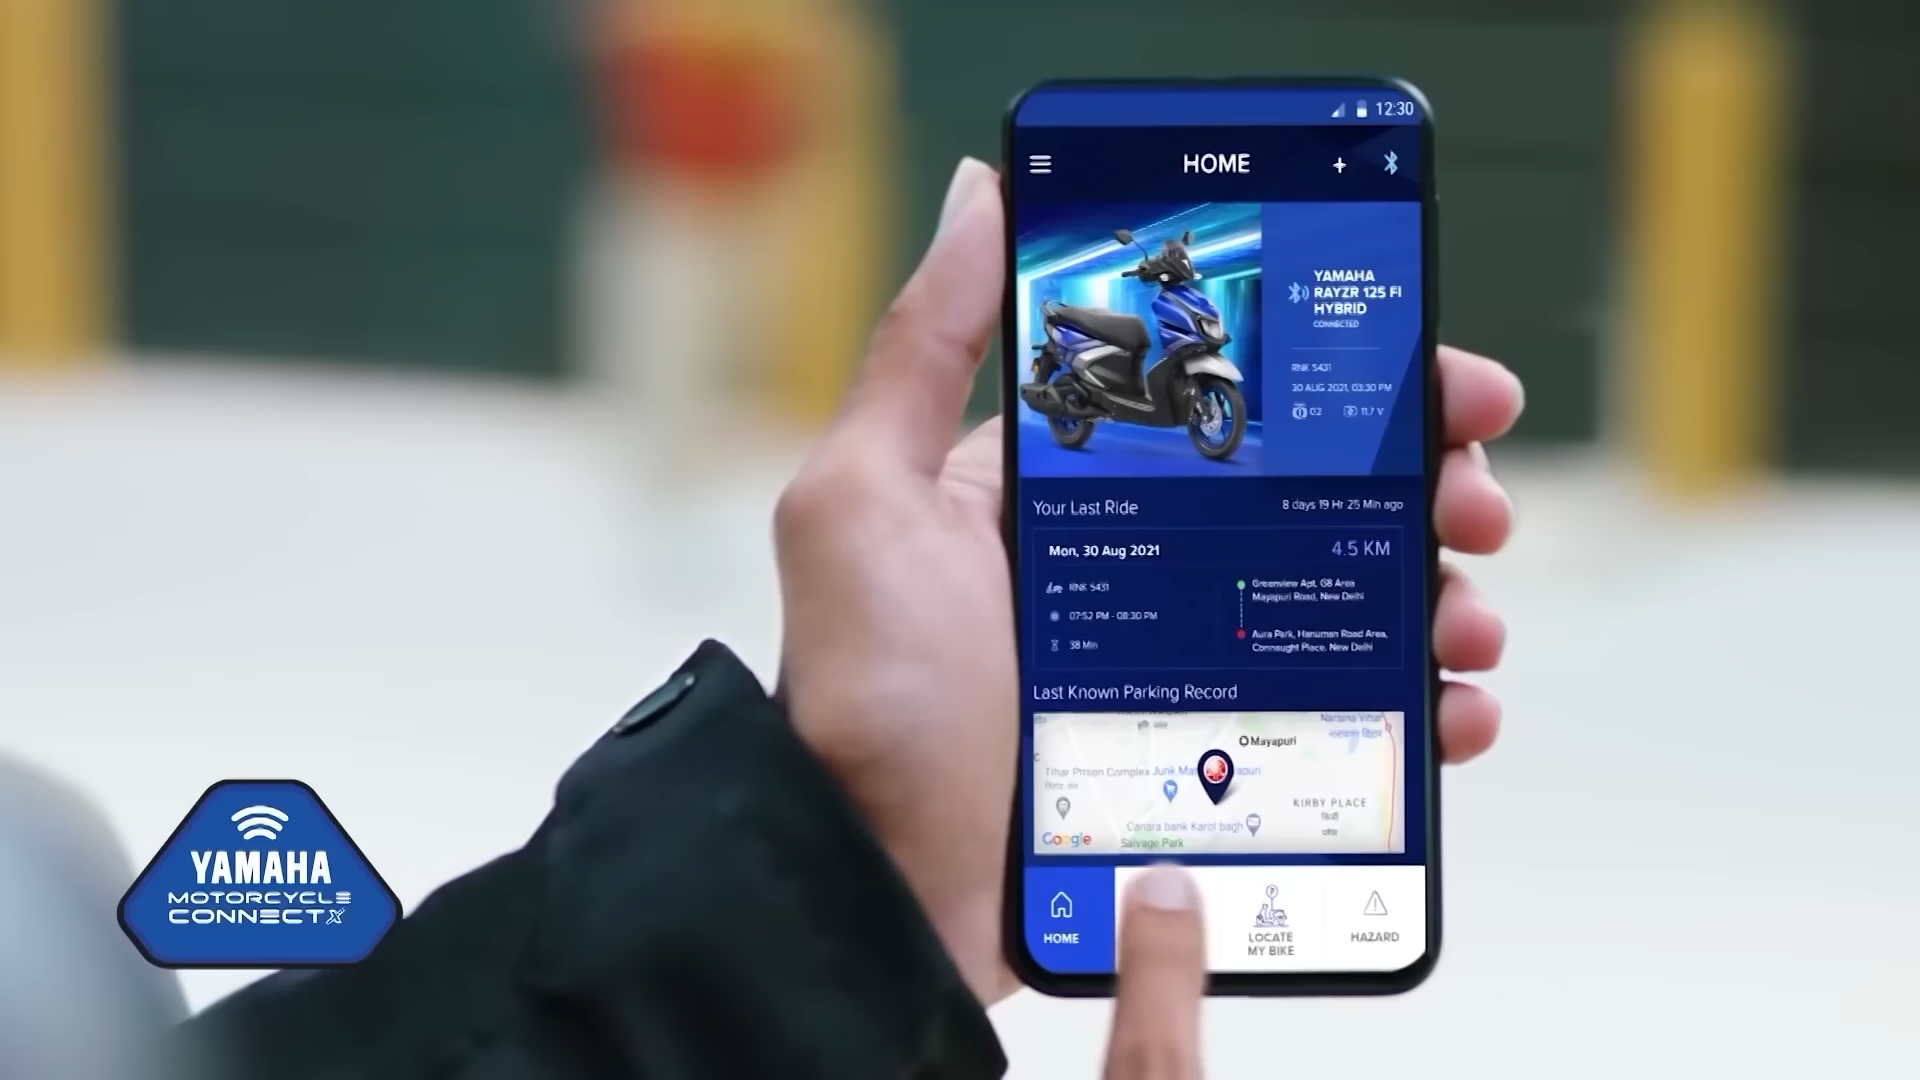 12:30
HOME
YAMAHA
RAYZR 125 FI
HYBRID
CONNECTED
RNK 5431
30 AUG 2021, 03:30 PM
02
11.7 V
Your Last Ride
8 days 19 Hr 25 Min ago
Mon, 30 Aug 2021
4.5 KM
RNK 5431
07:52 PM - 08:30 PM
38 Min
Greenview Apt, G8 Area
Mayapuri Road, New Delhi
Aura Park, Hanuman Road Area,
Connaught Place, New Delhi
Last Known Parking Record
Naraina Vihar
Mayapuri
Tihar Prison Complex
Junk
KIRBY PLACE
Canara bank Karol bagh
Google
Salvage Park
HOME
LOCATE
MY BIKE
HAZARD
YAMAHA
MOTORCYCLE
CONNECT X